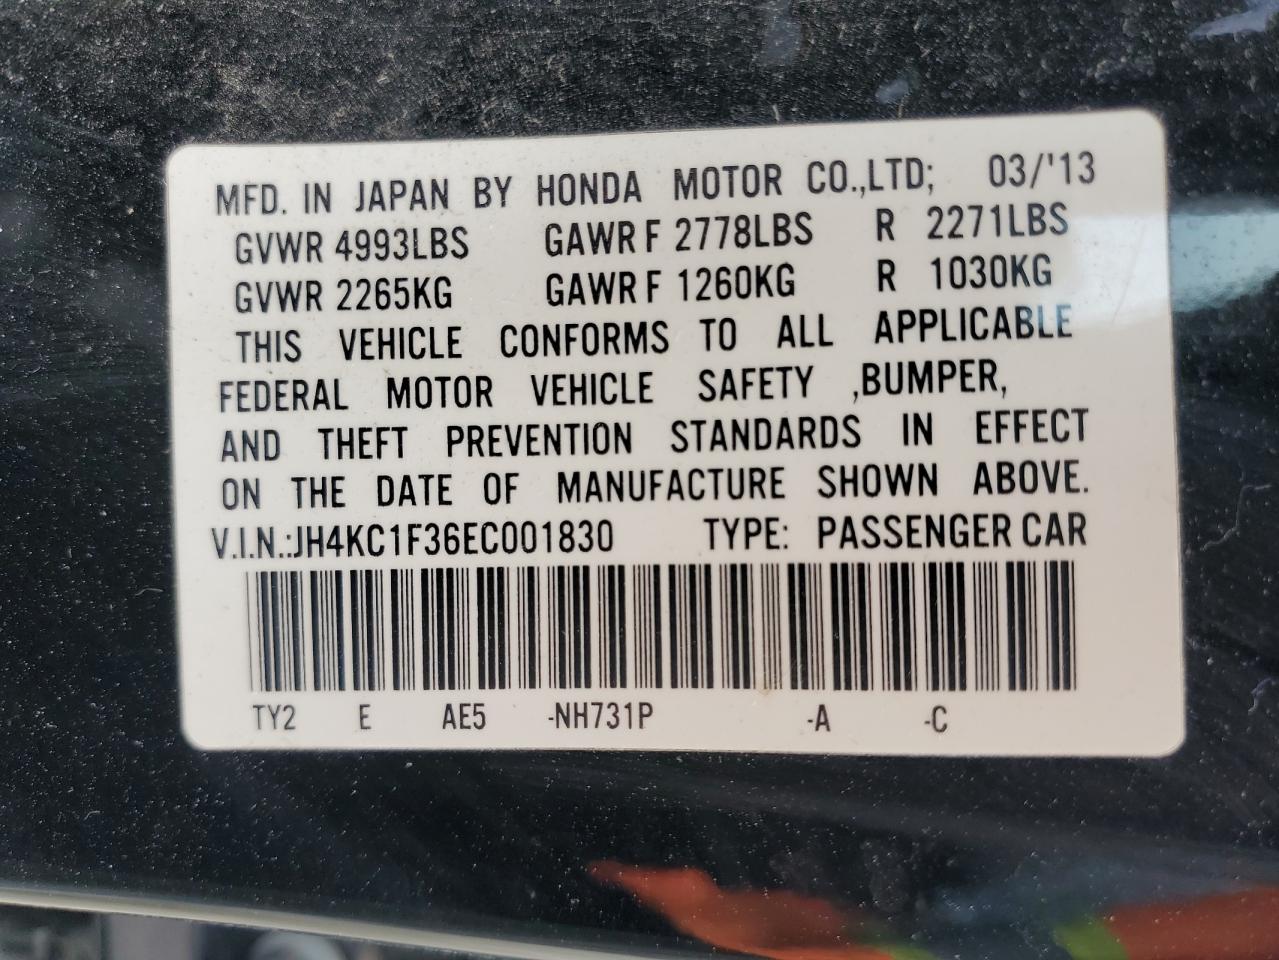 MFD. IN JAPAN BY HONDA MOTOR CO.,LTD; 03/'13
GVWR 4993LBS GAWR F 2778LBS R 2271LBS
GVWR 2265KG GAWR F 1260KG R 1030KG
THIS VEHICLE CONFORMS TO ALL APPLICABLE
FEDERAL MOTOR VEHICLE SAFETY ,BUMPER,
AND THEFT PREVENTION STANDARDS IN EFFECT
ON THE DATE OF MANUFACTURE SHOWN ABOVE.
V.I.N.:JH4KC1F36EC001830 TYPE: PASSENGER CAR
TY2 E AE5 -NH731P -A -C